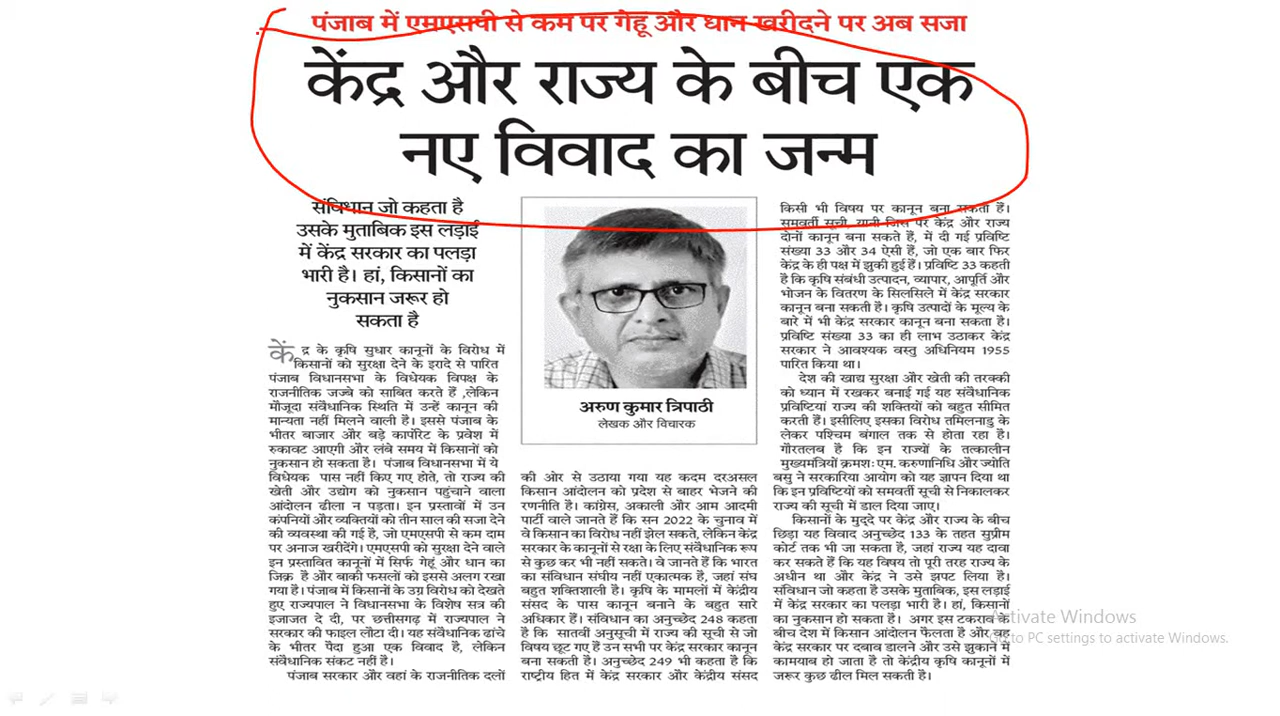 पंजाब में एमएसपी से कम पर गेहू और धान खरीदने पर अब सजा
केंद्र और राज्य के बीच एक
नए विवाद का जन्म
संविधान जो कहता है
उसके मुताबिक इस लड़ाई
में केंद्र सरकार का पलड़ा
भारी है। हां, किसानों का
नुकसान जरूर हो
सकता है
केंद्र के कृषि सुधार कानूनों के विरोध में
किसानों को सुरक्षा देने के इरादे से पारित
पंजाब विधानसभा के विधेयक विपक्ष के
राजनीतिक जज्बे को साबित करते हैं ,लेकिन
मौजूदा संवैधानिक स्थिति में उन्हें कानून की
मान्यता नहीं मिलने वाली है। इससे पंजाब के
भीतर बाजार और बड़े कार्पोरेट के प्रवेश में
रुकावट आएगी और लंबे समय में किसानों को
नुकसान हो सकता है। पंजाब विधानसभा में ये
विधेयक पास नहीं किए गए होते, तो राज्य की
खेती और उद्योग को नुकसान पहुंचाने वाला
आंदोलन ढीला न पड़ता। इन प्रस्तावों में उन
कंपनियों और व्यक्तियों को तीन साल की सजा देने
की व्यवस्था की गई है, जो एमएसपी से कम दाम
पर अनाज खरीदेंगे। एमएसपी को सुरक्षा देने वाले
इन प्रस्तावित कानूनों में सिर्फ गेहूं और धान का
जिक्र है और बाकी फसलों को इससे अलग रखा
गया है। पंजाब में किसानों के उग्र विरोध को देखते
हुए राज्यपाल ने विधानसभा के विशेष सत्र की
इजाजत दे दी, पर छत्तीसगढ़ में राज्यपाल ने
सरकार की फाइल लौटा दी। यह संवैधानिक ढांचे
के भीतर पैदा हुआ एक विवाद है, लेकिन
संवैधानिक संकट नहीं है।
पंजाब सरकार और वहां के राजनीतिक दलों
अरुण कुमार त्रिपाठी
लेखक और विचारक
की ओर से उठाया गया यह कदम दरअसल
किसान आंदोलन को प्रदेश से बाहर भेजने की
रणनीति है। कांग्रेस, अकाली और आम आदमी
पार्टी वाले जानते हैं कि सन 2022 के चुनाव में
वे किसान का विरोध नहीं झेल सकते, लेकिन केंद्र
सरकार के कानूनों से रक्षा के लिए संवैधानिक रूप
से कुछ कर भी नहीं सकते। वे जानते हैं कि भारत
का संविधान संघीय नहीं एकात्मक है, जहां संघ
बहुत शक्तिशाली है। कृषि के मामलों में केंद्रीय
संसद के पास कानून बनाने के बहुत सारे
अधिकार हैं। संविधान का अनुच्छेद 248 कहता
है कि सातवीं अनुसूची में राज्य की सूची से जो
विषय छूट गए हैं उन सभी पर केंद्र सरकार कानून
बना सकती है। अनुच्छेद 249 भी कहता है कि
राष्ट्रीय हित में केंद्र सरकार और केंद्रीय संसद
किसी भी विषय पर कानून बना सकता है।
समवर्ती सूची, यानी जिस पर केंद्र और राज्य
दोनों कानून बना सकते हैं, में दी गई प्रविष्टि
संख्या 33 और 34 ऐसी हैं, जो एक बार फिर
केंद्र के ही पक्ष में झुकी हुई हैं। प्रविष्टि 33 कहती
है कि कृषि संबंधी उत्पादन, व्यापार, आपूर्ति और
भोजन के वितरण के सिलसिले में केंद्र सरकार
कानून बना सकती है। कृषि उत्पादों के मूल्य के
बारे में भी केंद्र सरकार कानून बना सकता है।
प्रविष्टि संख्या 33 का ही लाभ उठाकर केंद्र
सरकार ने आवश्यक वस्तु अधिनियम 1955
पारित किया था।
देश की खाद्य सुरक्षा और खेती की तरक्की
को ध्यान में रखकर बनाई गई यह संवैधानिक
प्रविष्टियां राज्य की शक्तियों को बहुत सीमित
करती हैं। इसीलिए इसका विरोध तमिलनाडु के
लेकर पश्चिम बंगाल तक से होता रहा है।
गौरतलब है कि इन राज्यों के तत्कालीन
मुख्यमंत्रियों क्रमशः एम. करुणानिधि और ज्योति
बसु ने सरकारिया आयोग को यह ज्ञापन दिया था
कि इन प्रविष्टियों को समवर्ती सूची से निकालकर
राज्य की सूची में डाल दिया जाए।
किसानों के मुद्दे पर केंद्र और राज्य के बीच
छिड़ा यह विवाद अनुच्छेद 133 के तहत सुप्रीम
कोर्ट तक भी जा सकता है, जहां राज्य यह दावा
कर सकते हैं कि यह विषय तो पूरी तरह राज्य के
अधीन था और केंद्र ने उसे झपट लिया है।
संविधान जो कहता है उसके मुताबिक, इस लड़ाई
में केंद्र सरकार का पलड़ा भारी है। हां, किसानों
का नुकसान हो सकता है। अगर इस टकराव के
बीच देश में किसान आंदोलन फैलता है और वह
केंद्र सरकार पर दबाव डालने और उसे झुकाने में
कामयाब हो जाता है तो केंद्रीय कृषि कानूनों में
जरूर कुछ ढील मिल सकती है।
Activate Windows
Go to PC settings to activate Windows.